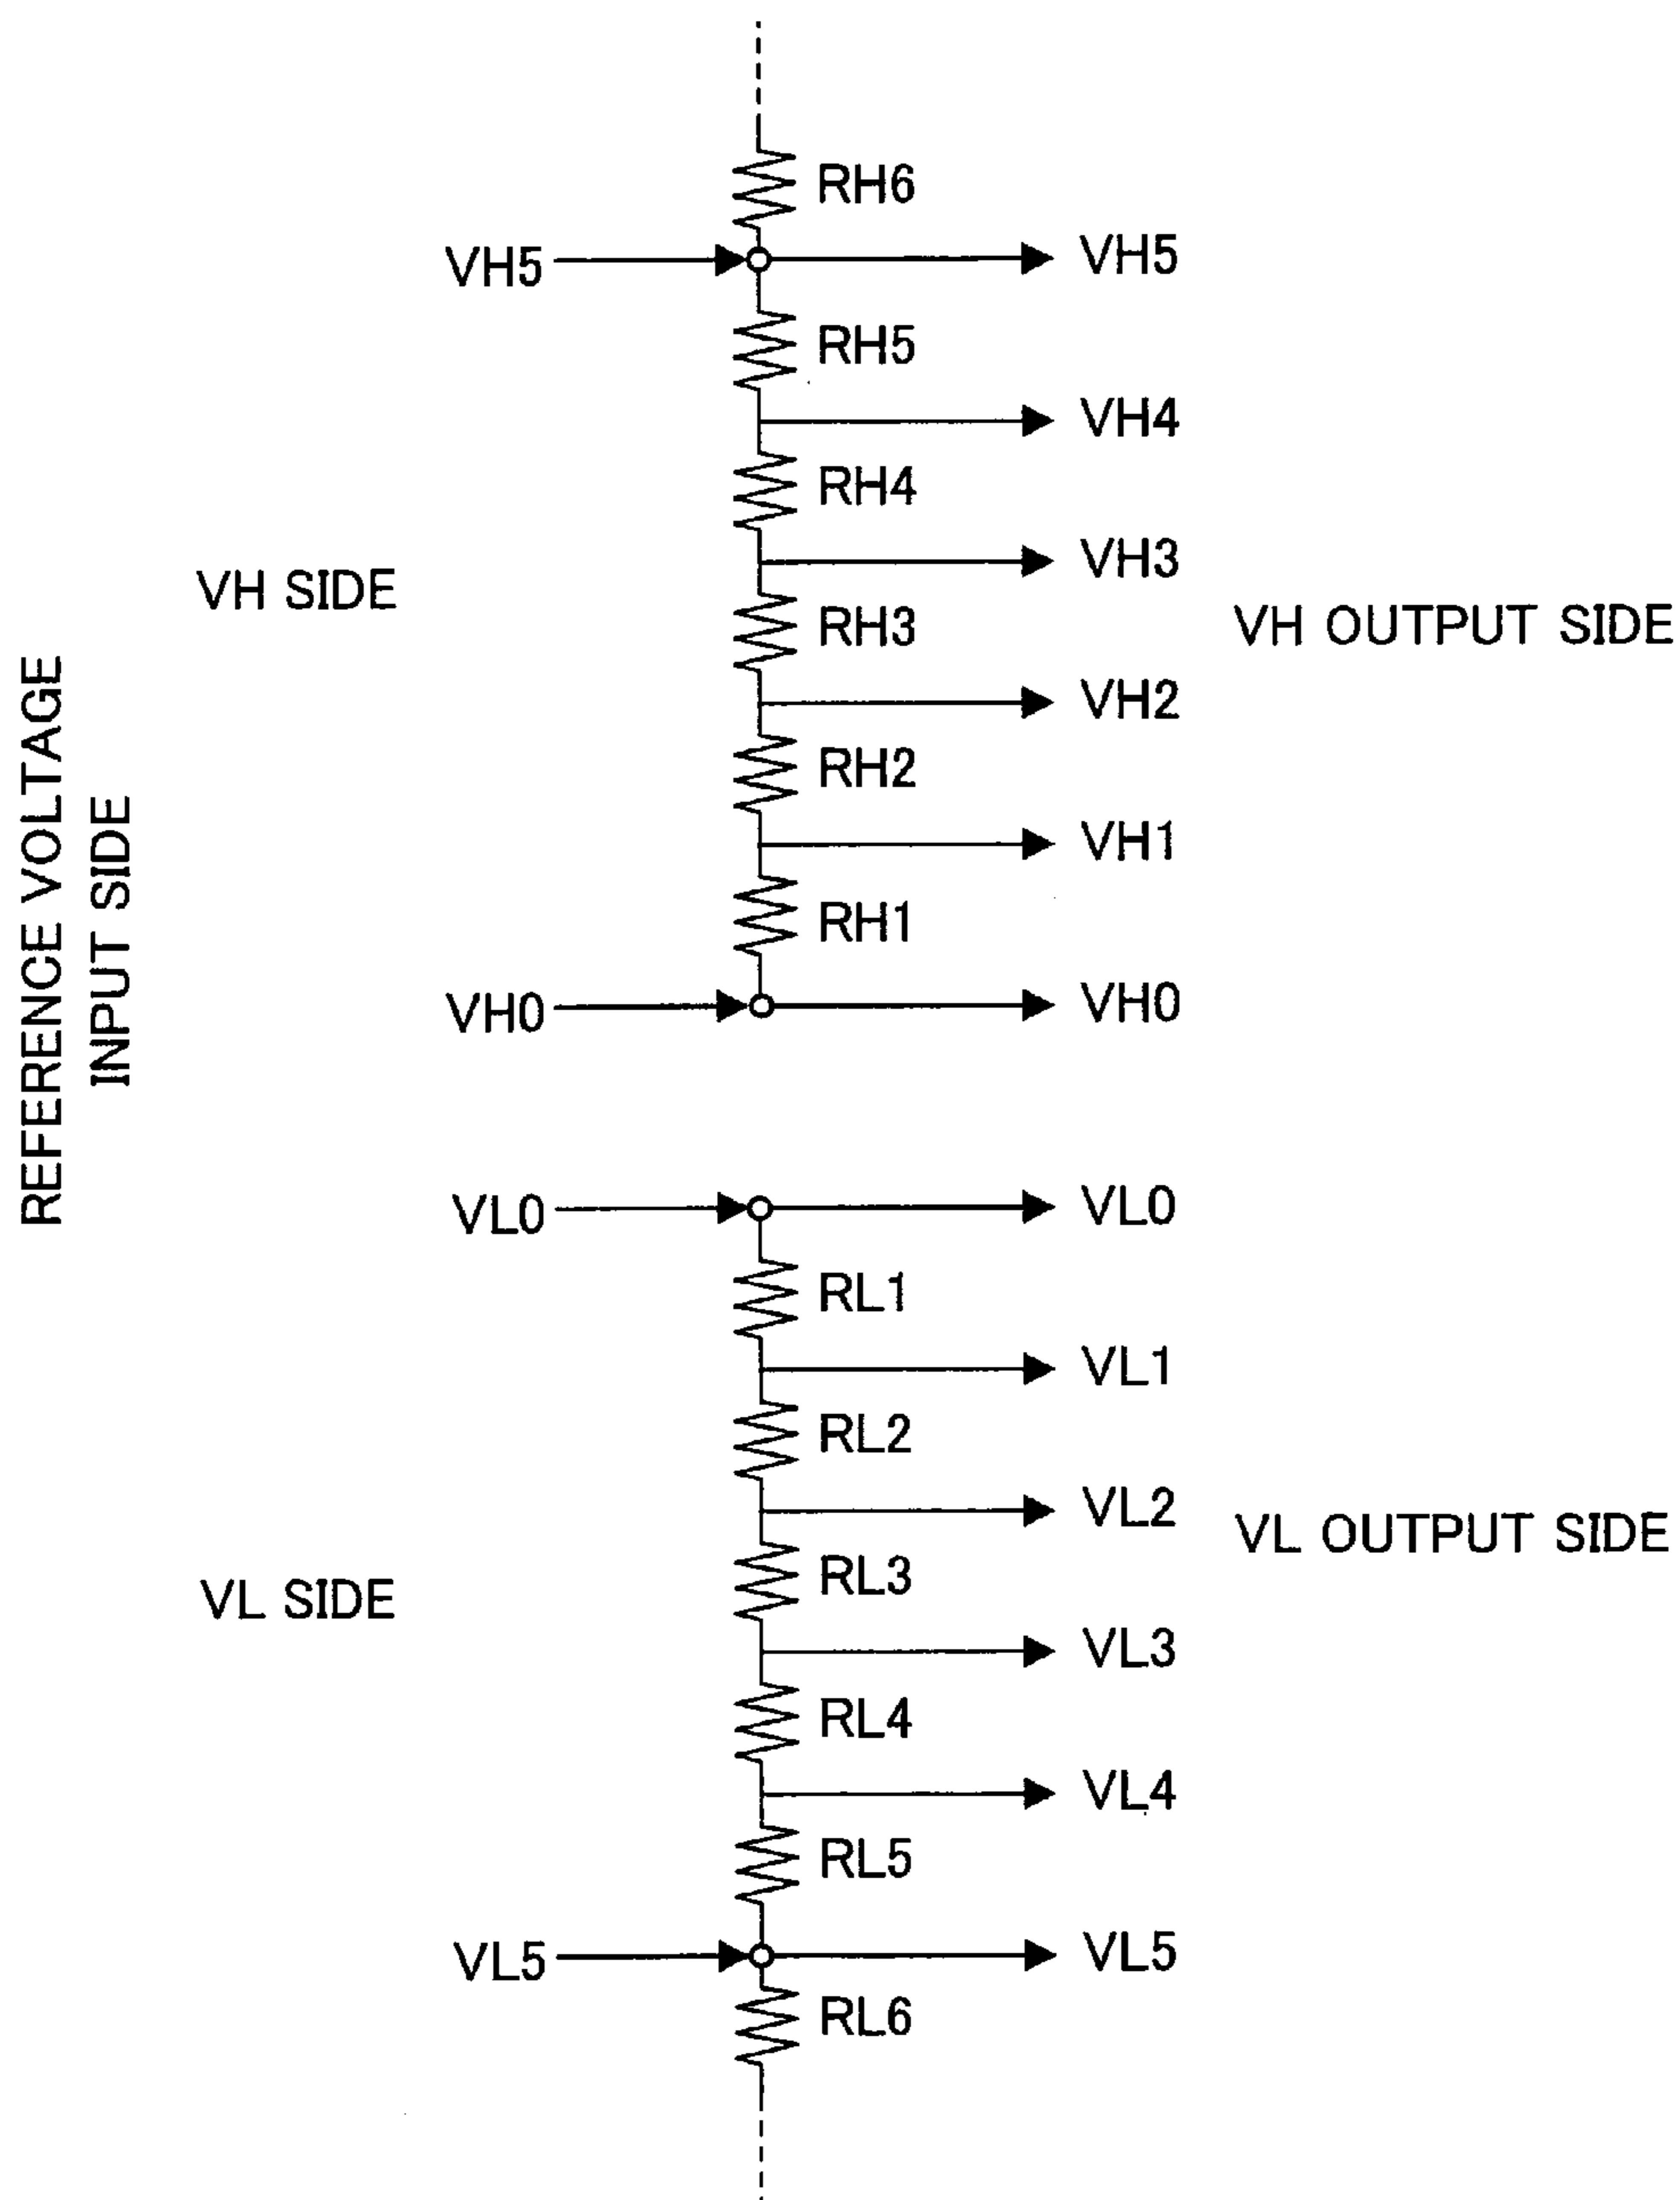 RH6
VH5
VH5
RH5
VH4
RH4
VH3
VH SIDE
RH3
VH OUTPUT SIDE
VH2
RH2
VH1
RH1
VH0
VH0
REFERENCE VOLTAGE
INPUT SIDE
VL0
VL0
RL1
VL1
RL2
VL2
VL OUTPUT SIDE
RL3
VL SIDE
VL3
RL4
VL4
RL5
VL5
VL5
RL6